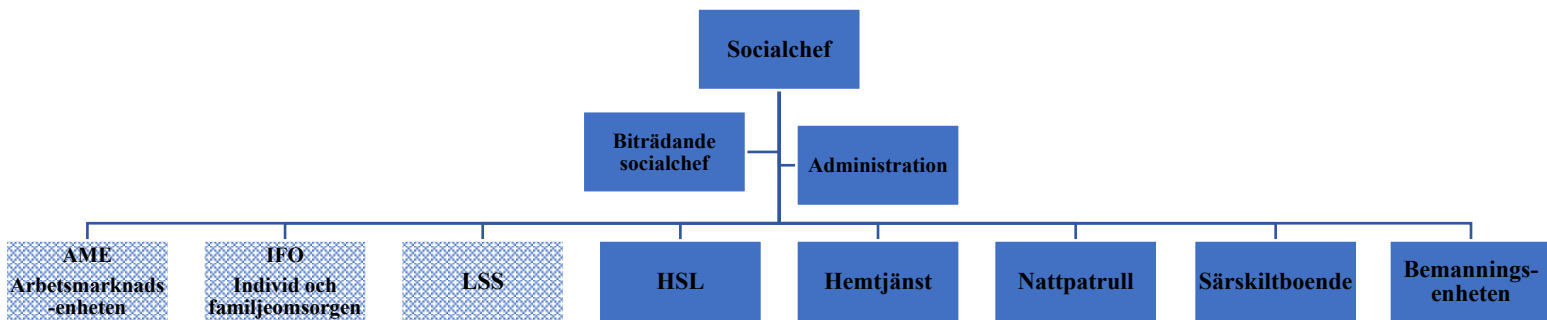 Socialchef
Biträdande
socialchef
Administration
AME
Arbetsmarknads
-enheten
IFO
Individ och
familjeomsorgen
LSS
HSL
Hemtjänst
Nattpatrull
Särskiltboende
Bemannings-
enheten